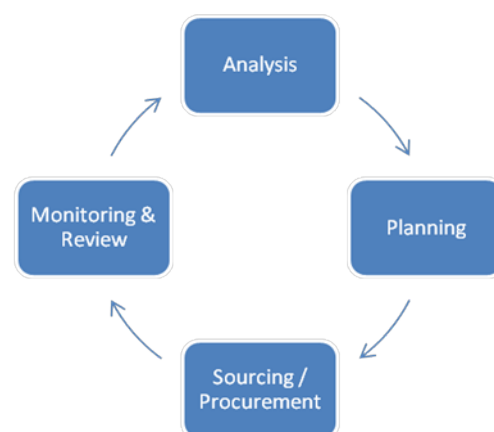 Analysis
Planning
Sourcing /
Procurement
Monitoring &
Review